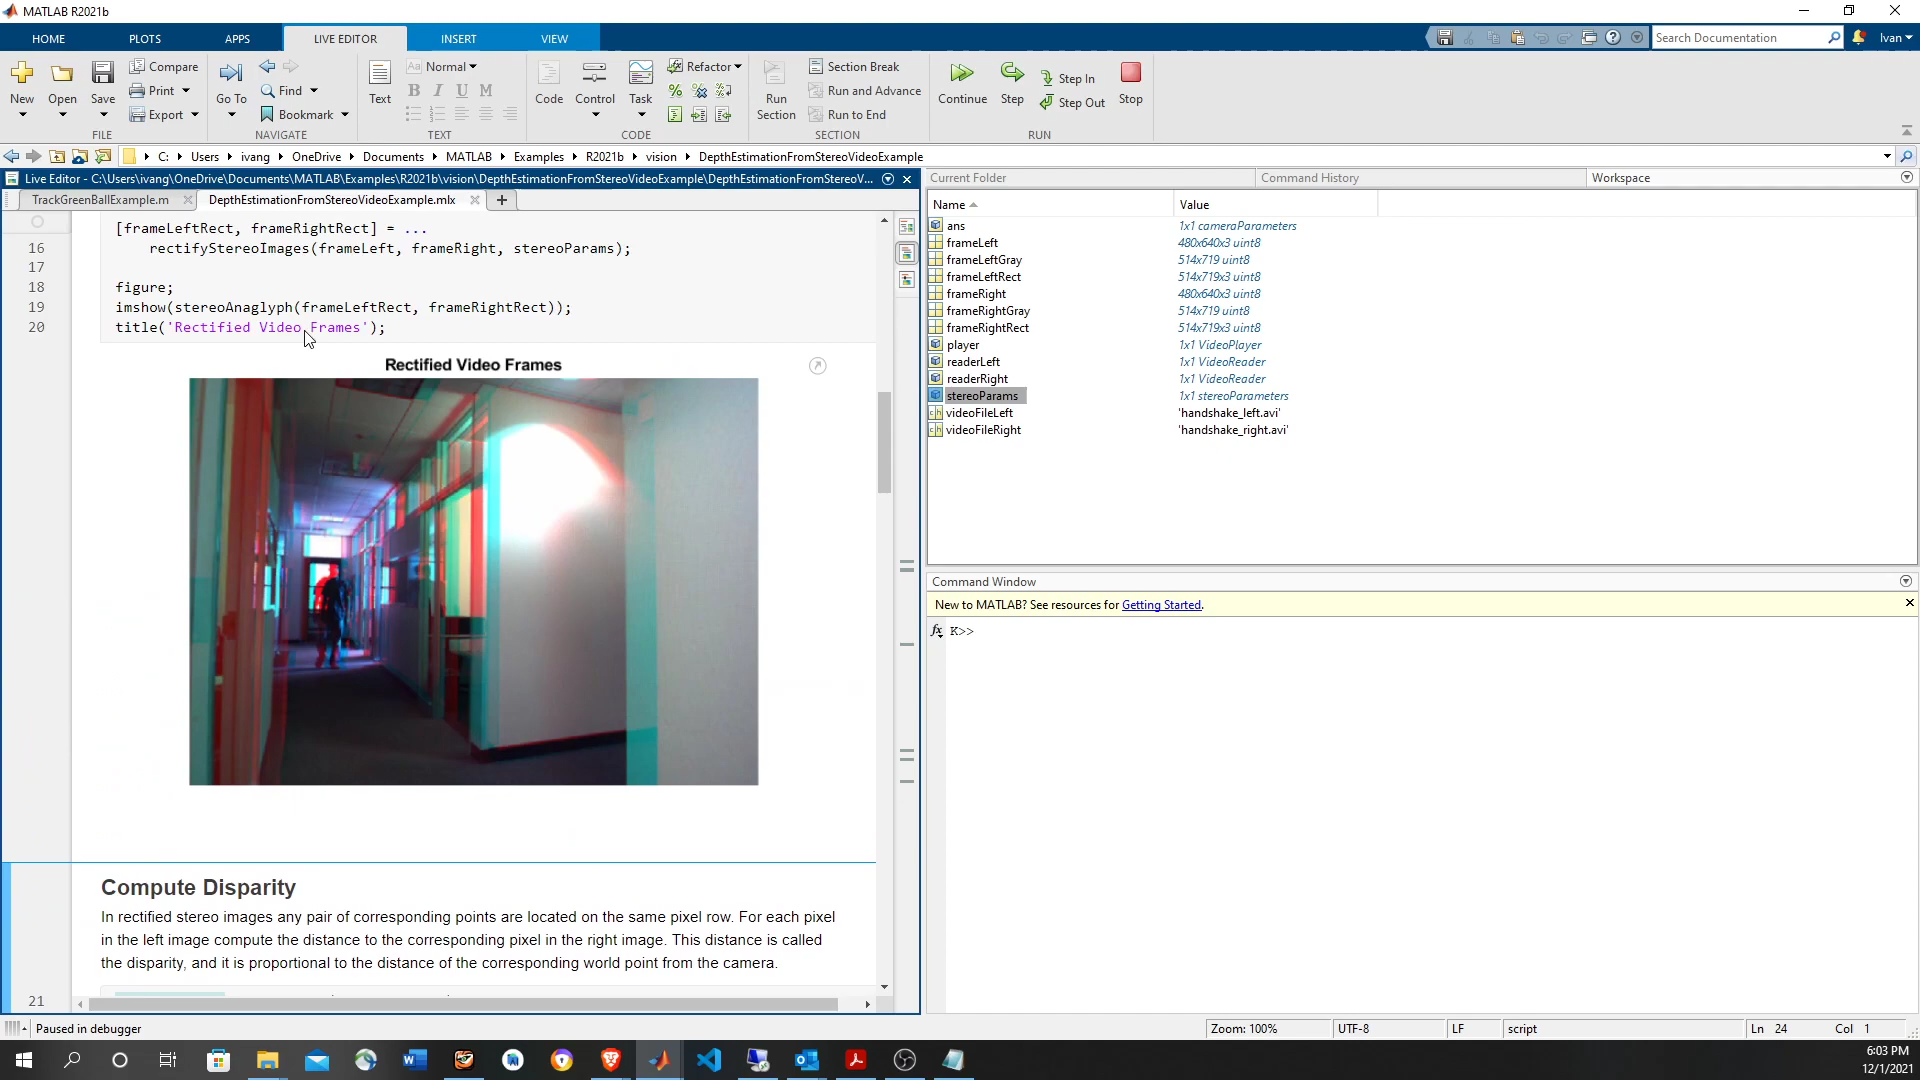 MATLAB R2021b
HOME PLOTS APPS LIVE EDITOR INSERT VIEW
Search Documentation Ivan
New Open Save Compare Print Export
FILE
Go To Find Bookmark
NAVIGATE
Text Normal B I U M
TEXT
Code Control Task Refactor
CODE
Run Section Section Break Run and Advance Run to End
SECTION
Continue Step Step In Step Out Stop
RUN
C: Users ivang OneDrive Documents MATLAB Examples R2021b vision DepthEstimationFromStereoVideoExample
Live Editor - C:\Users\ivang\OneDrive\Documents\MATLAB\Examples\R2021b\vision\DepthEstimationFromStereoVideoExample\DepthEstimationFromStereoV...
TrackGreenBallExample.m DepthEstimationFromStereoVideoExample.mlx
[frameLeftRect, frameRightRect] = ...
16 rectifyStereoImages(frameLeft, frameRight, stereoParams);
17
18 figure;
19 imshow(stereoAnaglyph(frameLeftRect, frameRightRect));
20 title('Rectified Video Frames');
Rectified Video Frames
Compute Disparity
In rectified stereo images any pair of corresponding points are located on the same pixel row. For each pixel
in the left image compute the distance to the corresponding pixel in the right image. This distance is called
the disparity, and it is proportional to the distance of the corresponding world point from the camera.
21
Current Folder Command History Workspace
Name Value
ans 1x1 cameraParameters
frameLeft 480x640x3 uint8
frameLeftGray 514x719 uint8
frameLeftRect 514x719x3 uint8
frameRight 480x640x3 uint8
frameRightGray 514x719 uint8
frameRightRect 514x719x3 uint8
player 1x1 VideoPlayer
readerLeft 1x1 VideoReader
readerRight 1x1 VideoReader
stereoParams 1x1 stereoParameters
videoFileLeft 'handshake_left.avi'
videoFileRight 'handshake_right.avi'
Command Window
New to MATLAB? See resources for Getting Started.
fx K>>
Paused in debugger
Zoom: 100% UTF-8 LF script Ln 24 Col 1
6:03 PM
12/1/2021